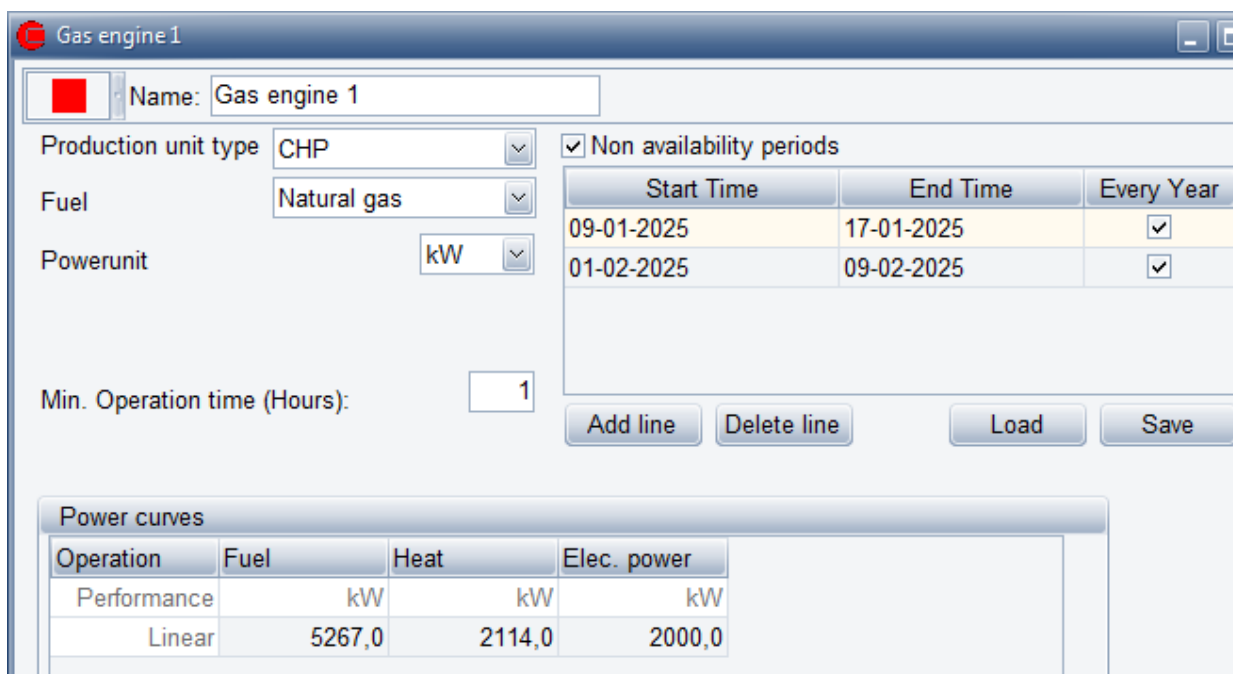 Gas engine 1
Name: Gas engine 1
Production unit type CHP
Fuel Natural gas
Powerunit kW
Min. Operation time (Hours): 1
Non availability periods
Start Time End Time Every Year
09-01-2025 17-01-2025
01-02-2025 09-02-2025
Add line Delete line Load Save
Power curves
Operation Fuel Heat Elec. power
Performance kW kW kW
Linear 5267,0 2114,0 2000,0